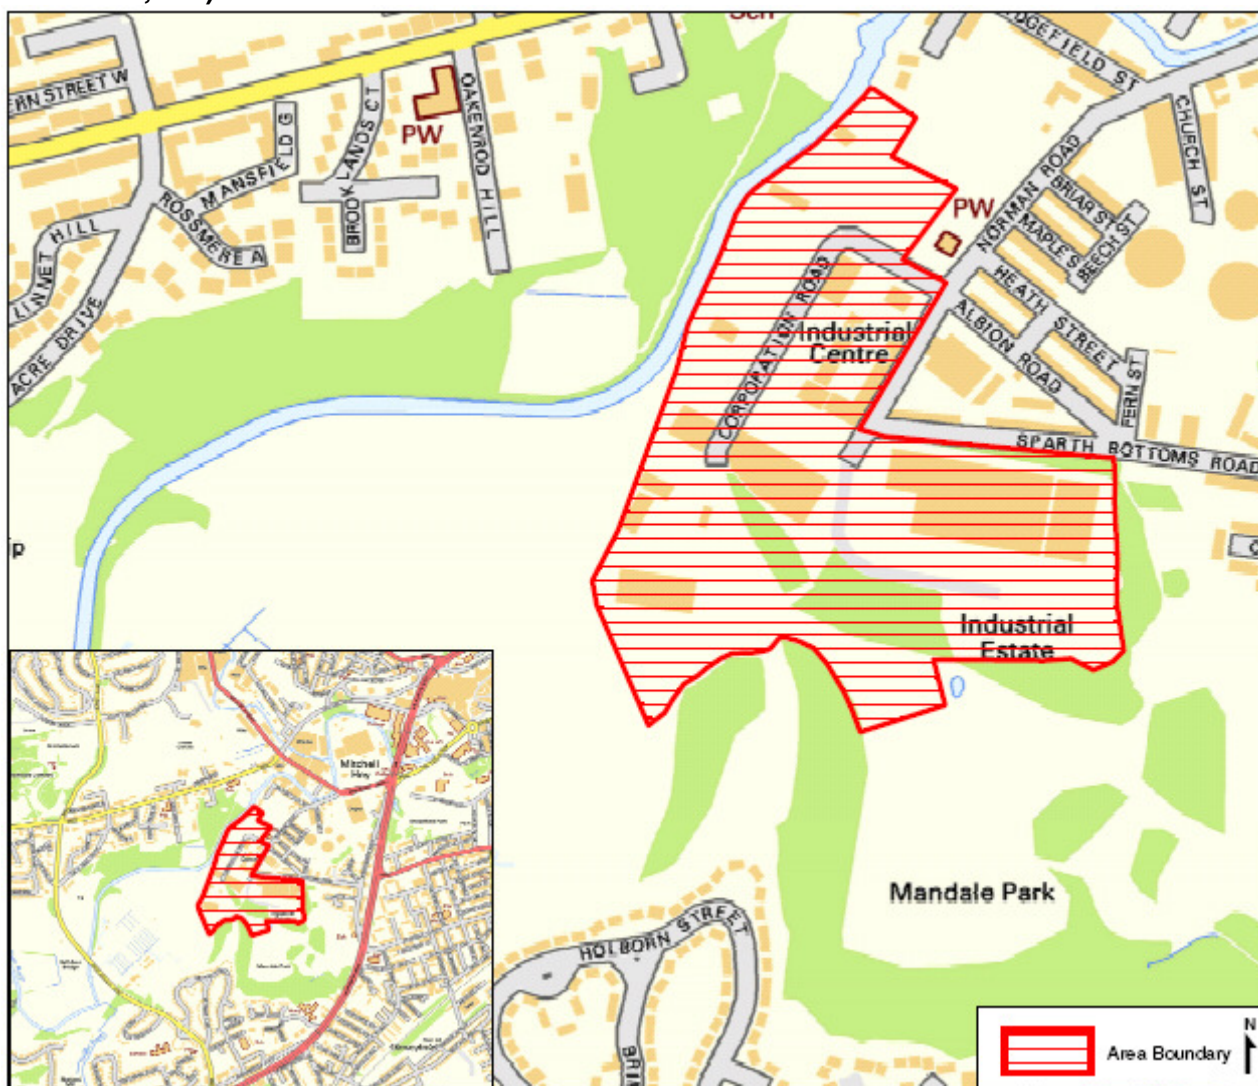 FERN STREET W
PW
OAKENROD HILL
BROOKLANDS CT
MANSFIELD G
ROSSMERE A
LINNET HILL
ACRE DRIVE
EDGEFIELD ST
CHURCH ST
NORMAN ROAD
PW
BRIAR ST
MAPLE S
BEECH ST
HEATH STREET
ALBION ROAD
FERN ST
CORPORATION ROAD
Industrial
Centre
SPARTH BOTTOMS ROAD
Industrial
Estate
Mandale Park
HOLBORN STREET
Mitchell
Hey
Area Boundary
N